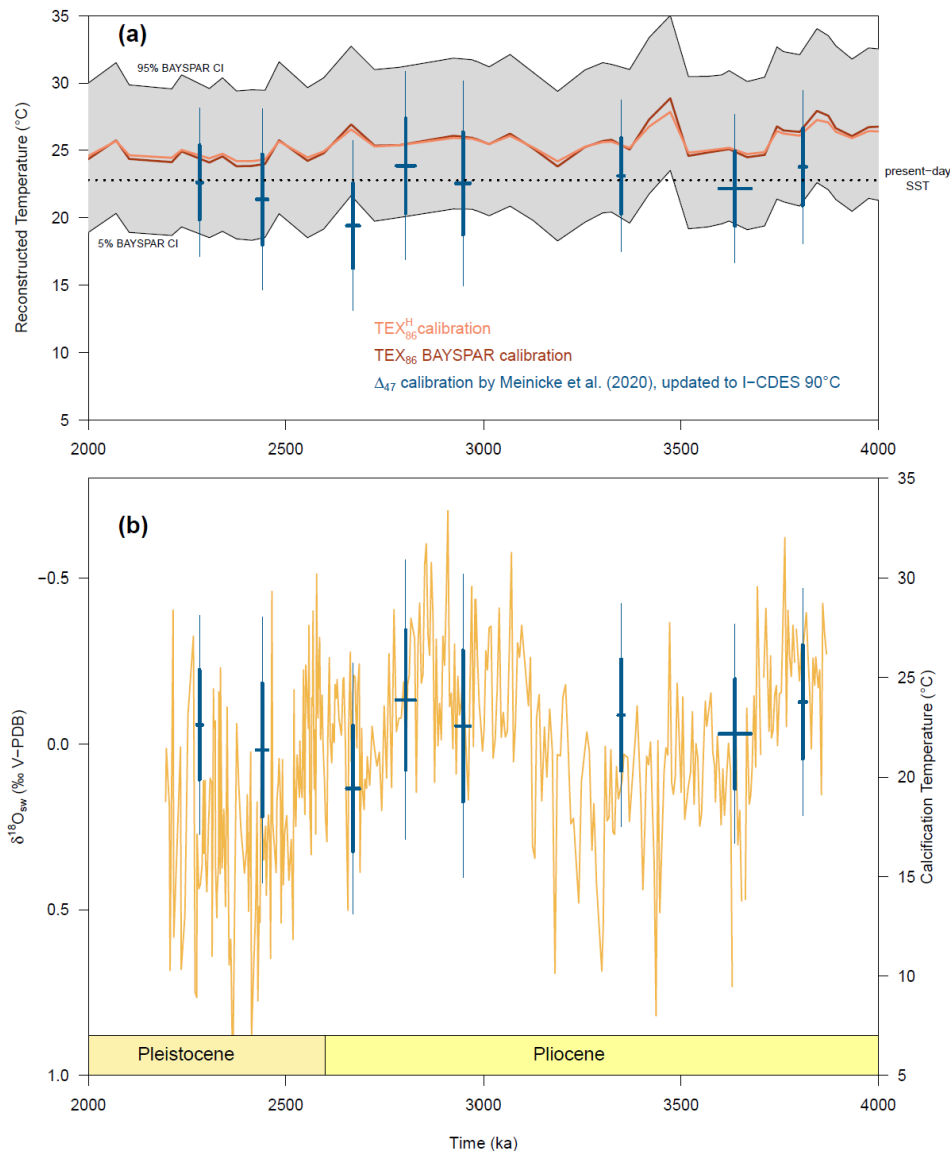 (a)
35
30
25
20
15
10
5
Reconstructed Temperature (°C)
95% BAYSPAR CI
5% BAYSPAR CI
present−day
SST
TEX₈₆ᴴ calibration
TEX₈₆ BAYSPAR calibration
Δ₄₇ calibration by Meinicke et al. (2020), updated to I−CDES 90°C
2000
2500
3000
3500
4000
(b)
−0.5
0.0
0.5
1.0
δ¹⁸Oₛw (‰ V−PDB)
35
30
25
20
15
10
5
Calcification Temperature (°C)
Pleistocene
Pliocene
2000
2500
3000
3500
4000
Time (ka)